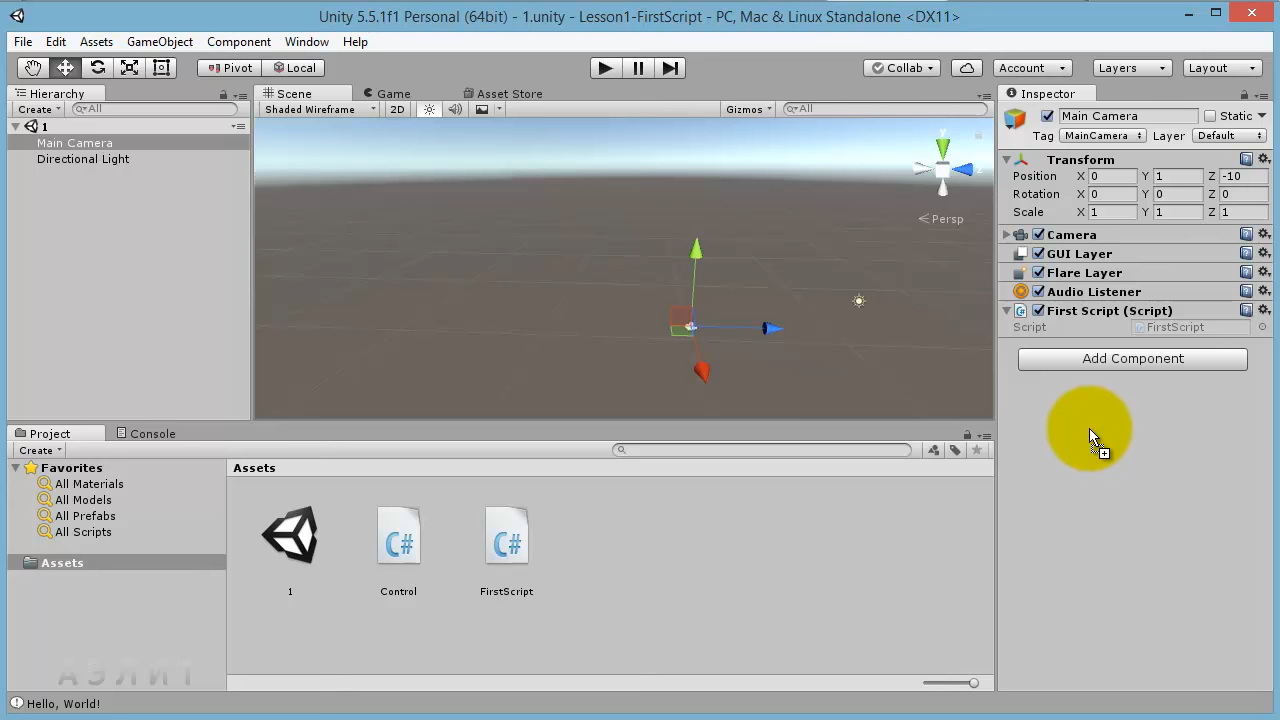 Unity 5.5.1f1 Personal (64bit) - 1.unity - Lesson1-FirstScript - PC, Mac & Linux Standalone <DX11>
File Edit Assets GameObject Component Window Help
Pivot Local Collab Account Layers Layout
Hierarchy
Create All
1
Main Camera
Directional Light
Scene Game Asset Store
Shaded Wireframe 2D Gizmos All
y
z
Persp
Inspector
Main Camera Static
Tag MainCamera Layer Default
Transform
Position X 0 Y 1 Z -10
Rotation X 0 Y 0 Z 0
Scale X 1 Y 1 Z 1
Camera
GUI Layer
Flare Layer
Audio Listener
First Script (Script)
Script FirstScript
Add Component
Project Console
Create
Favorites
All Materials
All Models
All Prefabs
All Scripts
Assets
Assets
C# C#
1 Control FirstScript
АЭЛИТ
Hello, World!